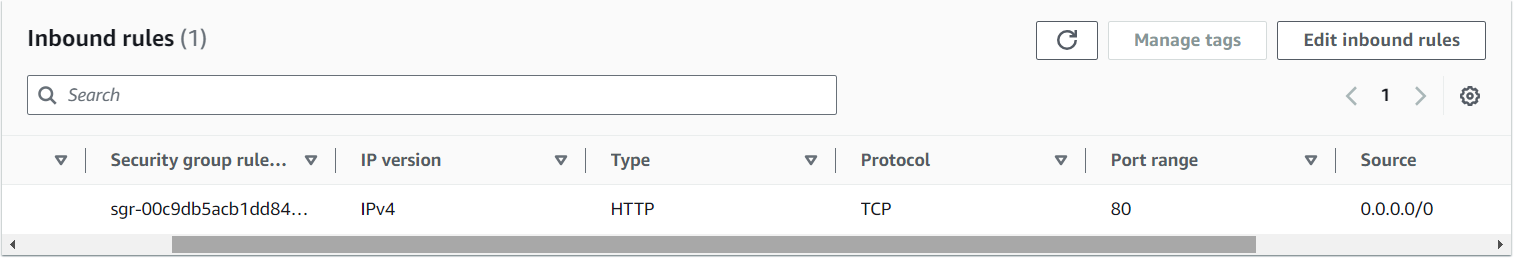 Inbound rules (1)
Manage tags
Edit inbound rules
Search
1
Security group rule... IP version Type Protocol Port range Source
sgr-00c9db5acb1dd84... IPv4 HTTP TCP 80 0.0.0.0/0